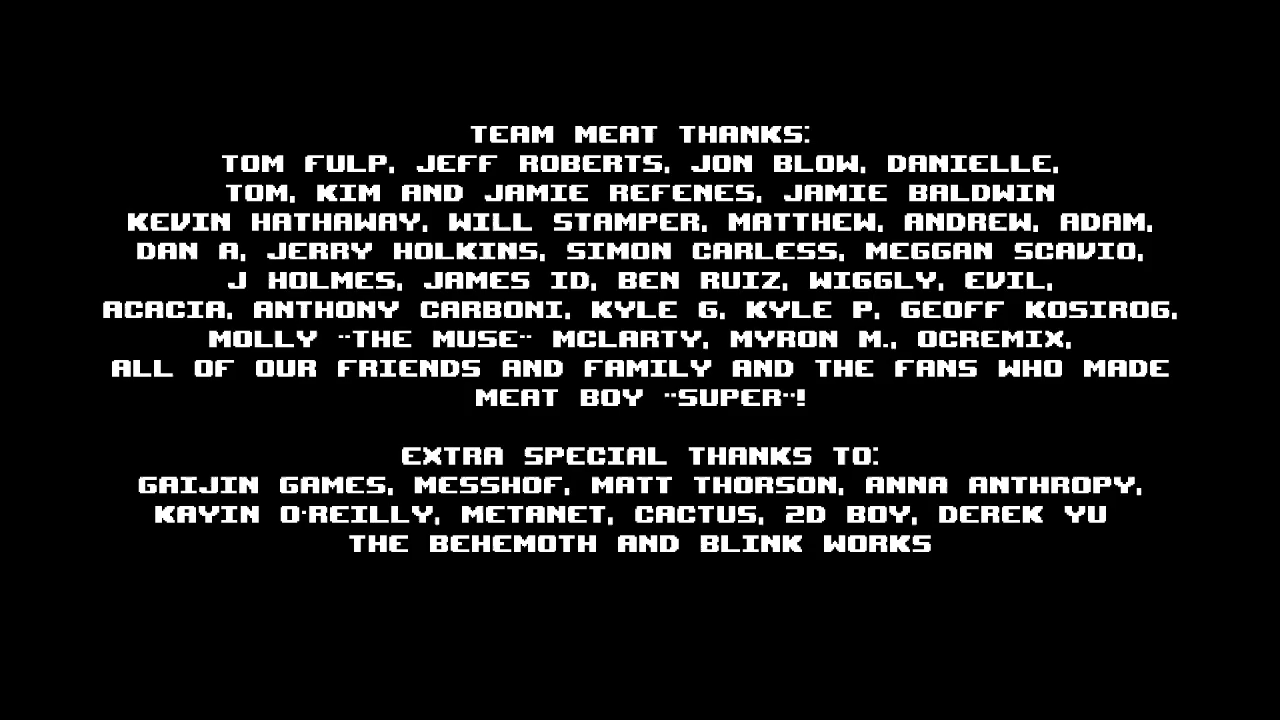 TEAM MEAT THANKS:
TOM FULP, JEFF ROBERTS, JON BLOW, DANIELLE,
TOM, KIM AND JAMIE REFENES, JAMIE BALDWIN
KEVIN HATHAWAY, WILL STAMPER, MATTHEW, ANDREW, ADAM,
DAN A, JERRY HOLKINS, SIMON CARLESS, MEGGAN SCAVIO,
J HOLMES, JAMES ID, BEN RUIZ, WIGGLY, EVIL,
ACACIA, ANTHONY CARBONI, KYLE G, KYLE P, GEOFF KOSIROG,
MOLLY "THE MUSE" MCLARTY, MYRON M., OCREMIX,
ALL OF OUR FRIENDS AND FAMILY AND THE FANS WHO MADE
MEAT BOY "SUPER"!
EXTRA SPECIAL THANKS TO:
GAIJIN GAMES, MESSHOF, MATT THORSON, ANNA ANTHROPY,
KAYIN O'REILLY, METANET, CACTUS, 2D BOY, DEREK YU
THE BEHEMOTH AND BLINK WORKS